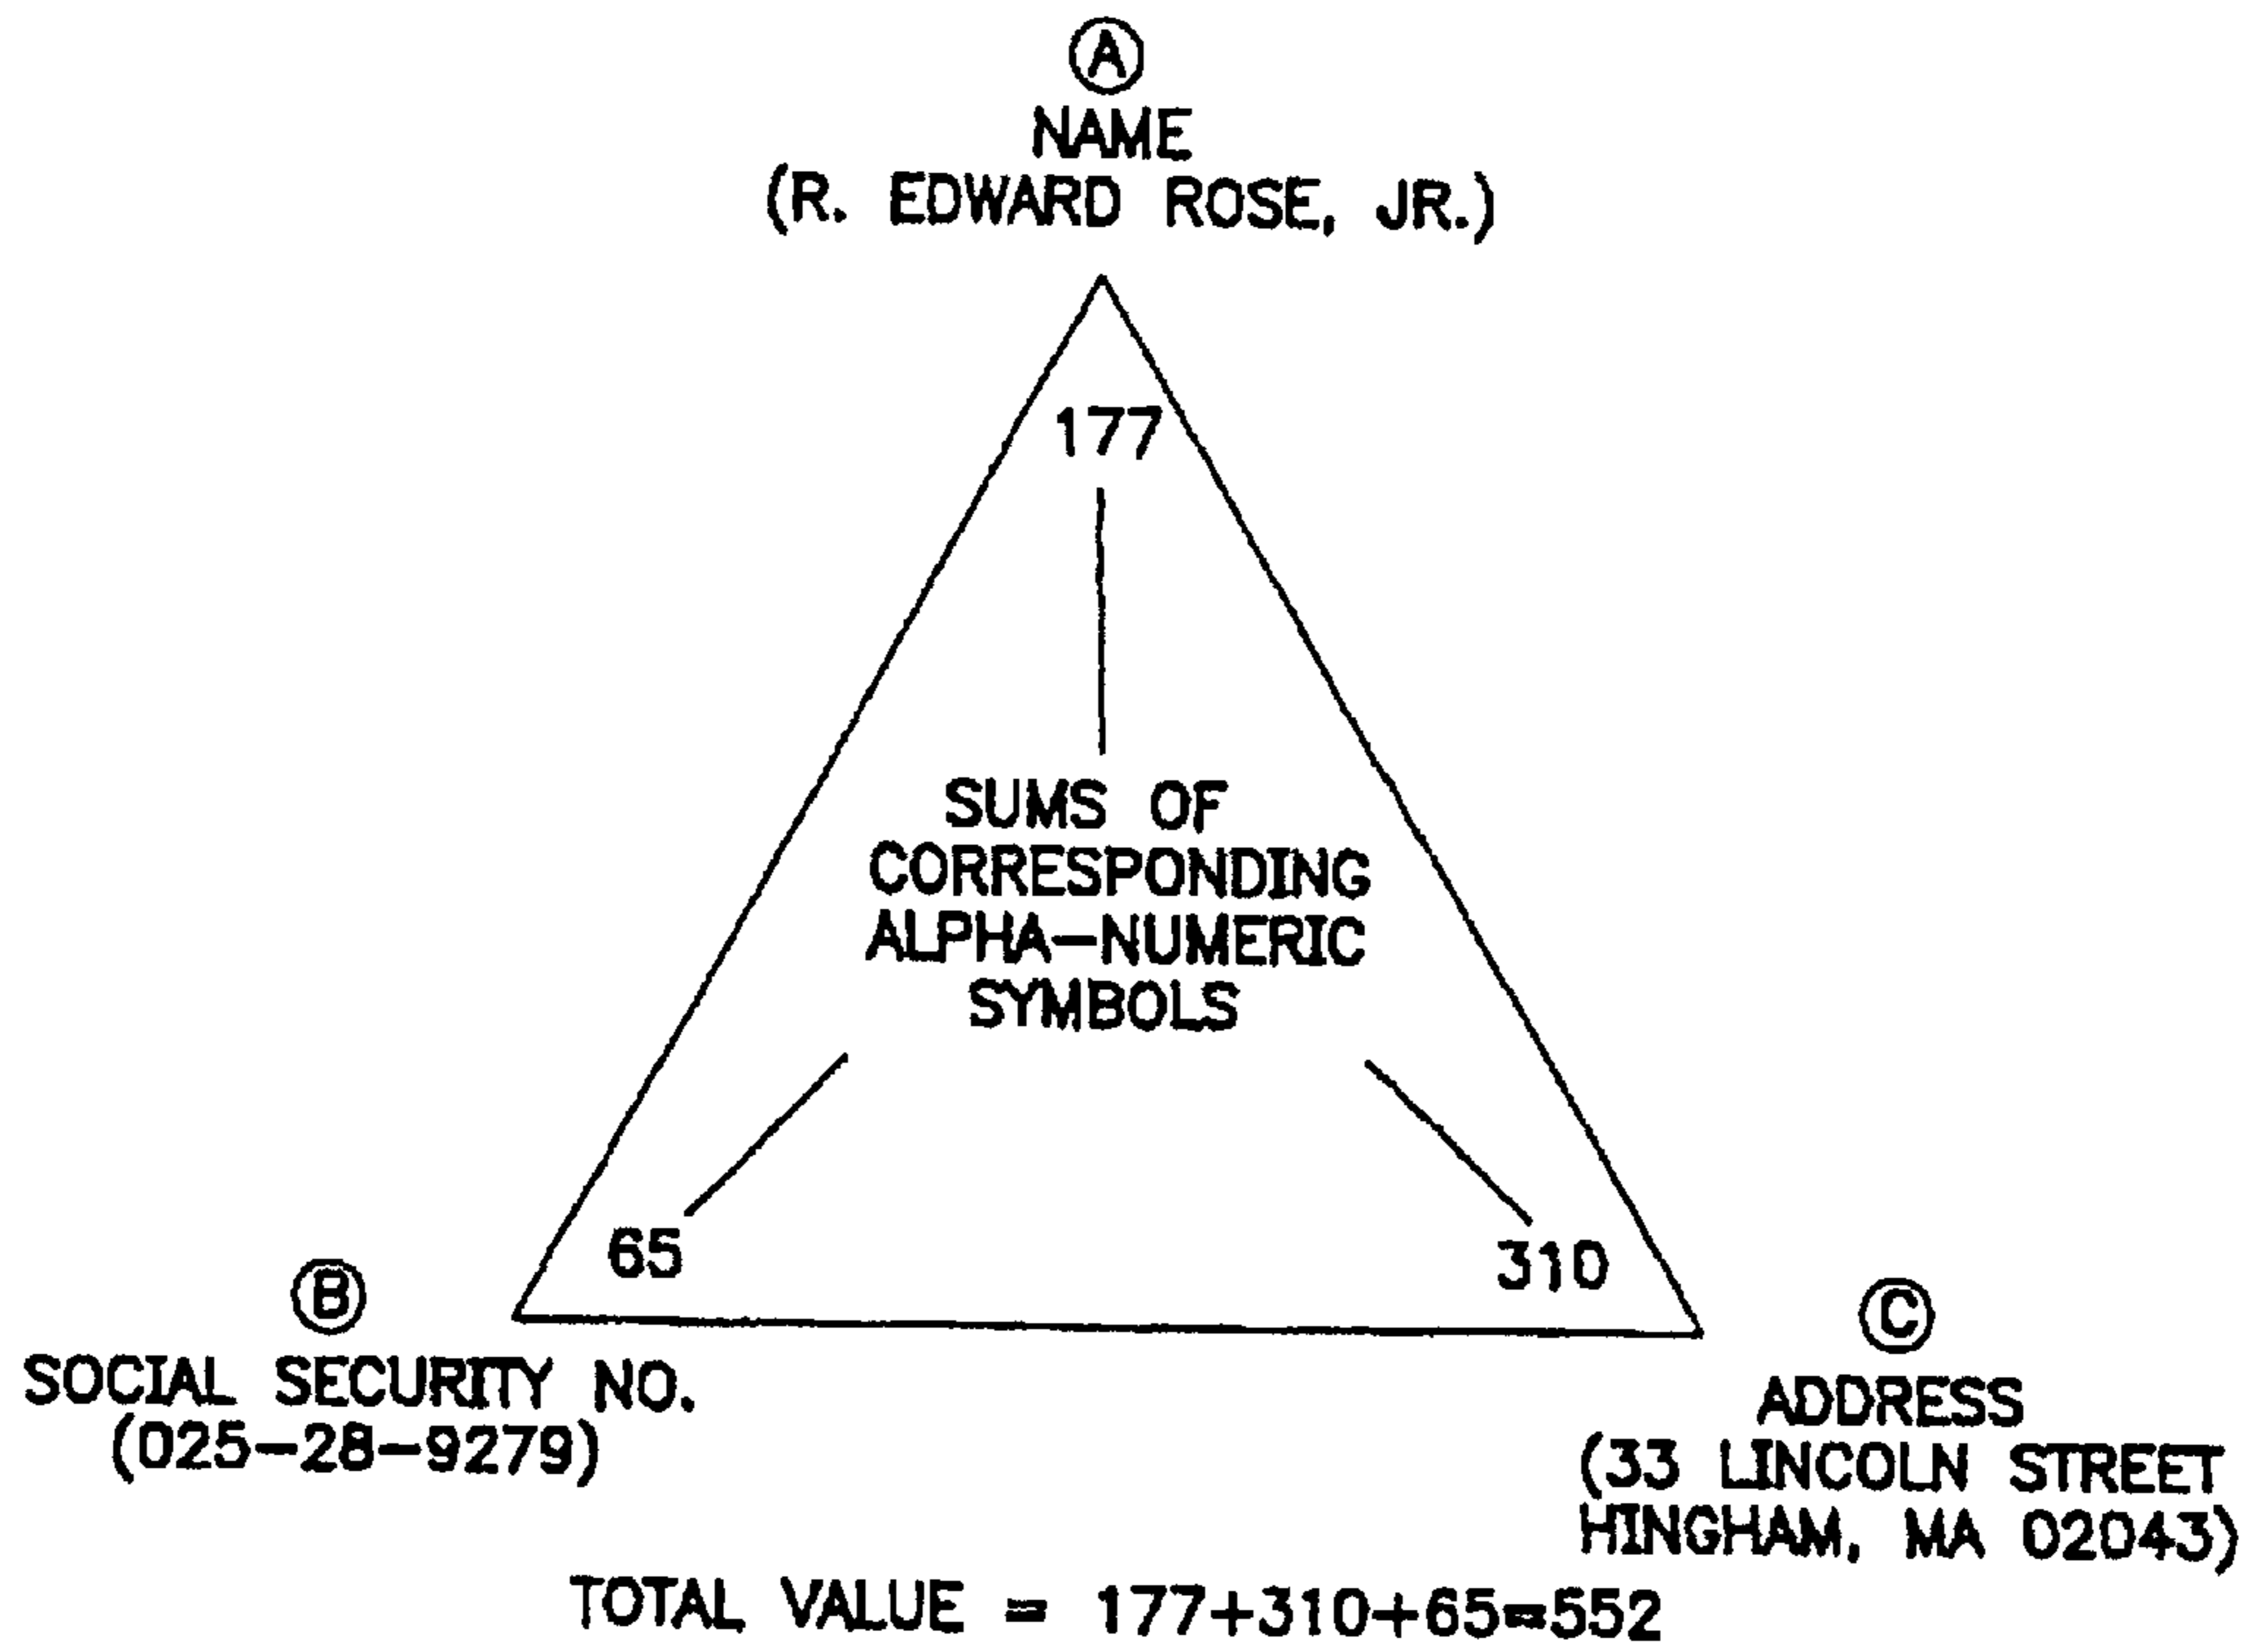 A
NAME
(R. EDWARD ROSE, JR.)
177
SUMS OF
CORRESPONDING
ALPHA-NUMERIC
SYMBOLS
65
310
B
SOCIAL SECURITY NO.
(025-28-9279)
C
ADDRESS
(33 LINCOLN STREET
HINGHAM, MA 02043)
TOTAL VALUE = 177+310+65=552